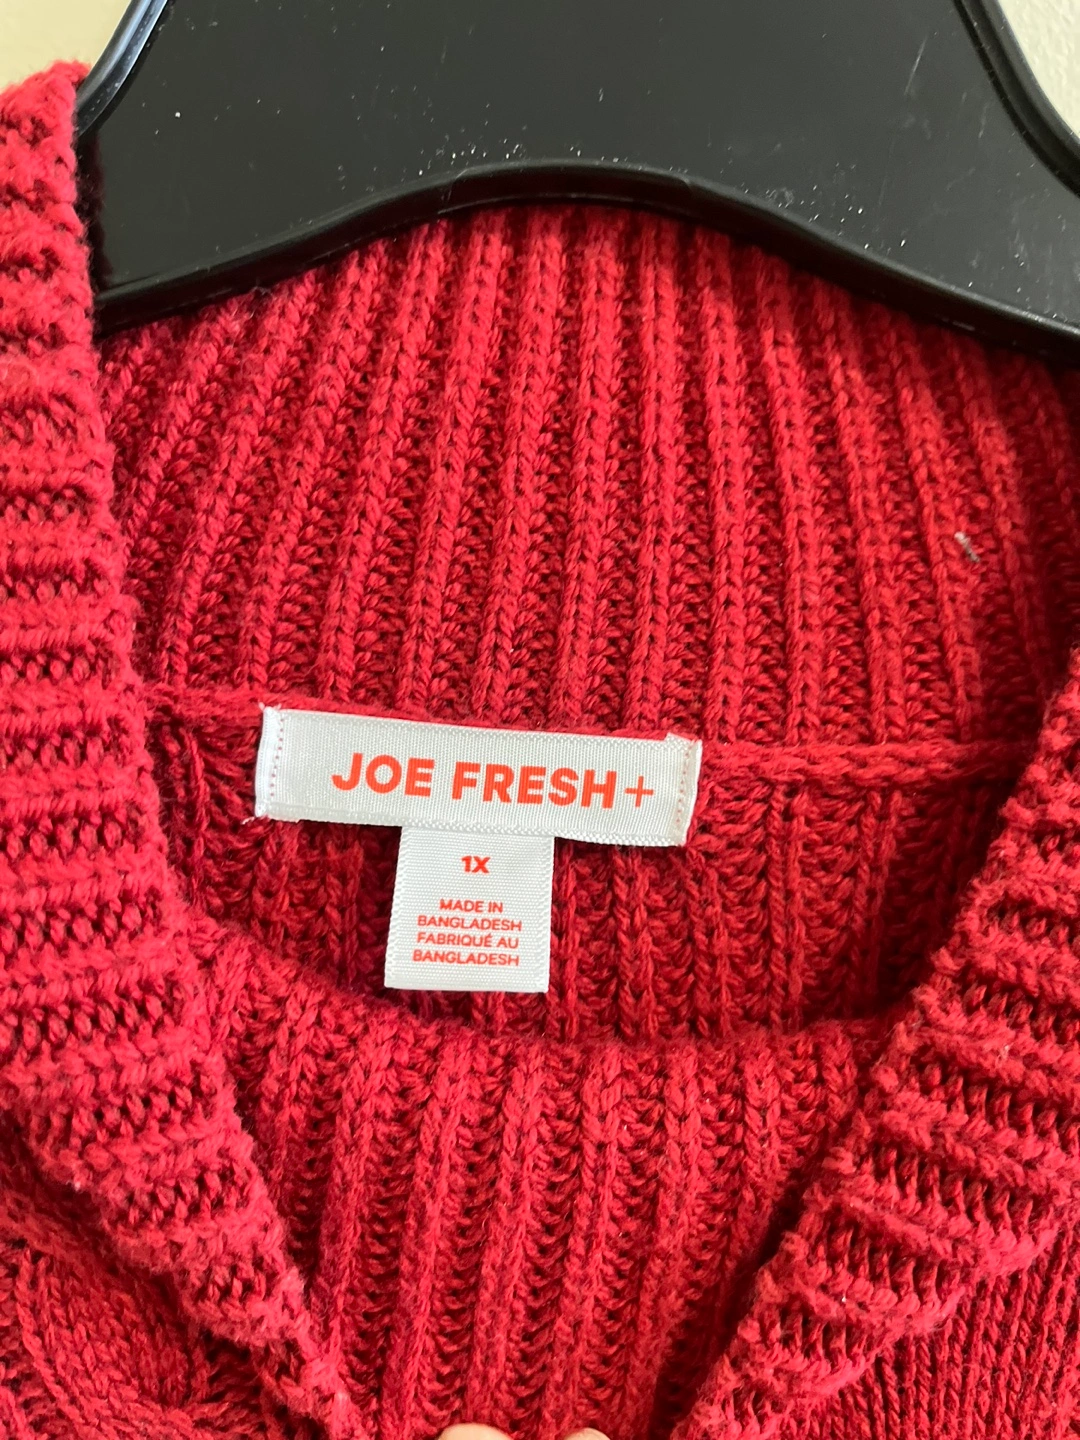 JOE FRESH+
1X
MADE IN
BANGLADESH
FABRIQUÉ AU
BANGLADESH